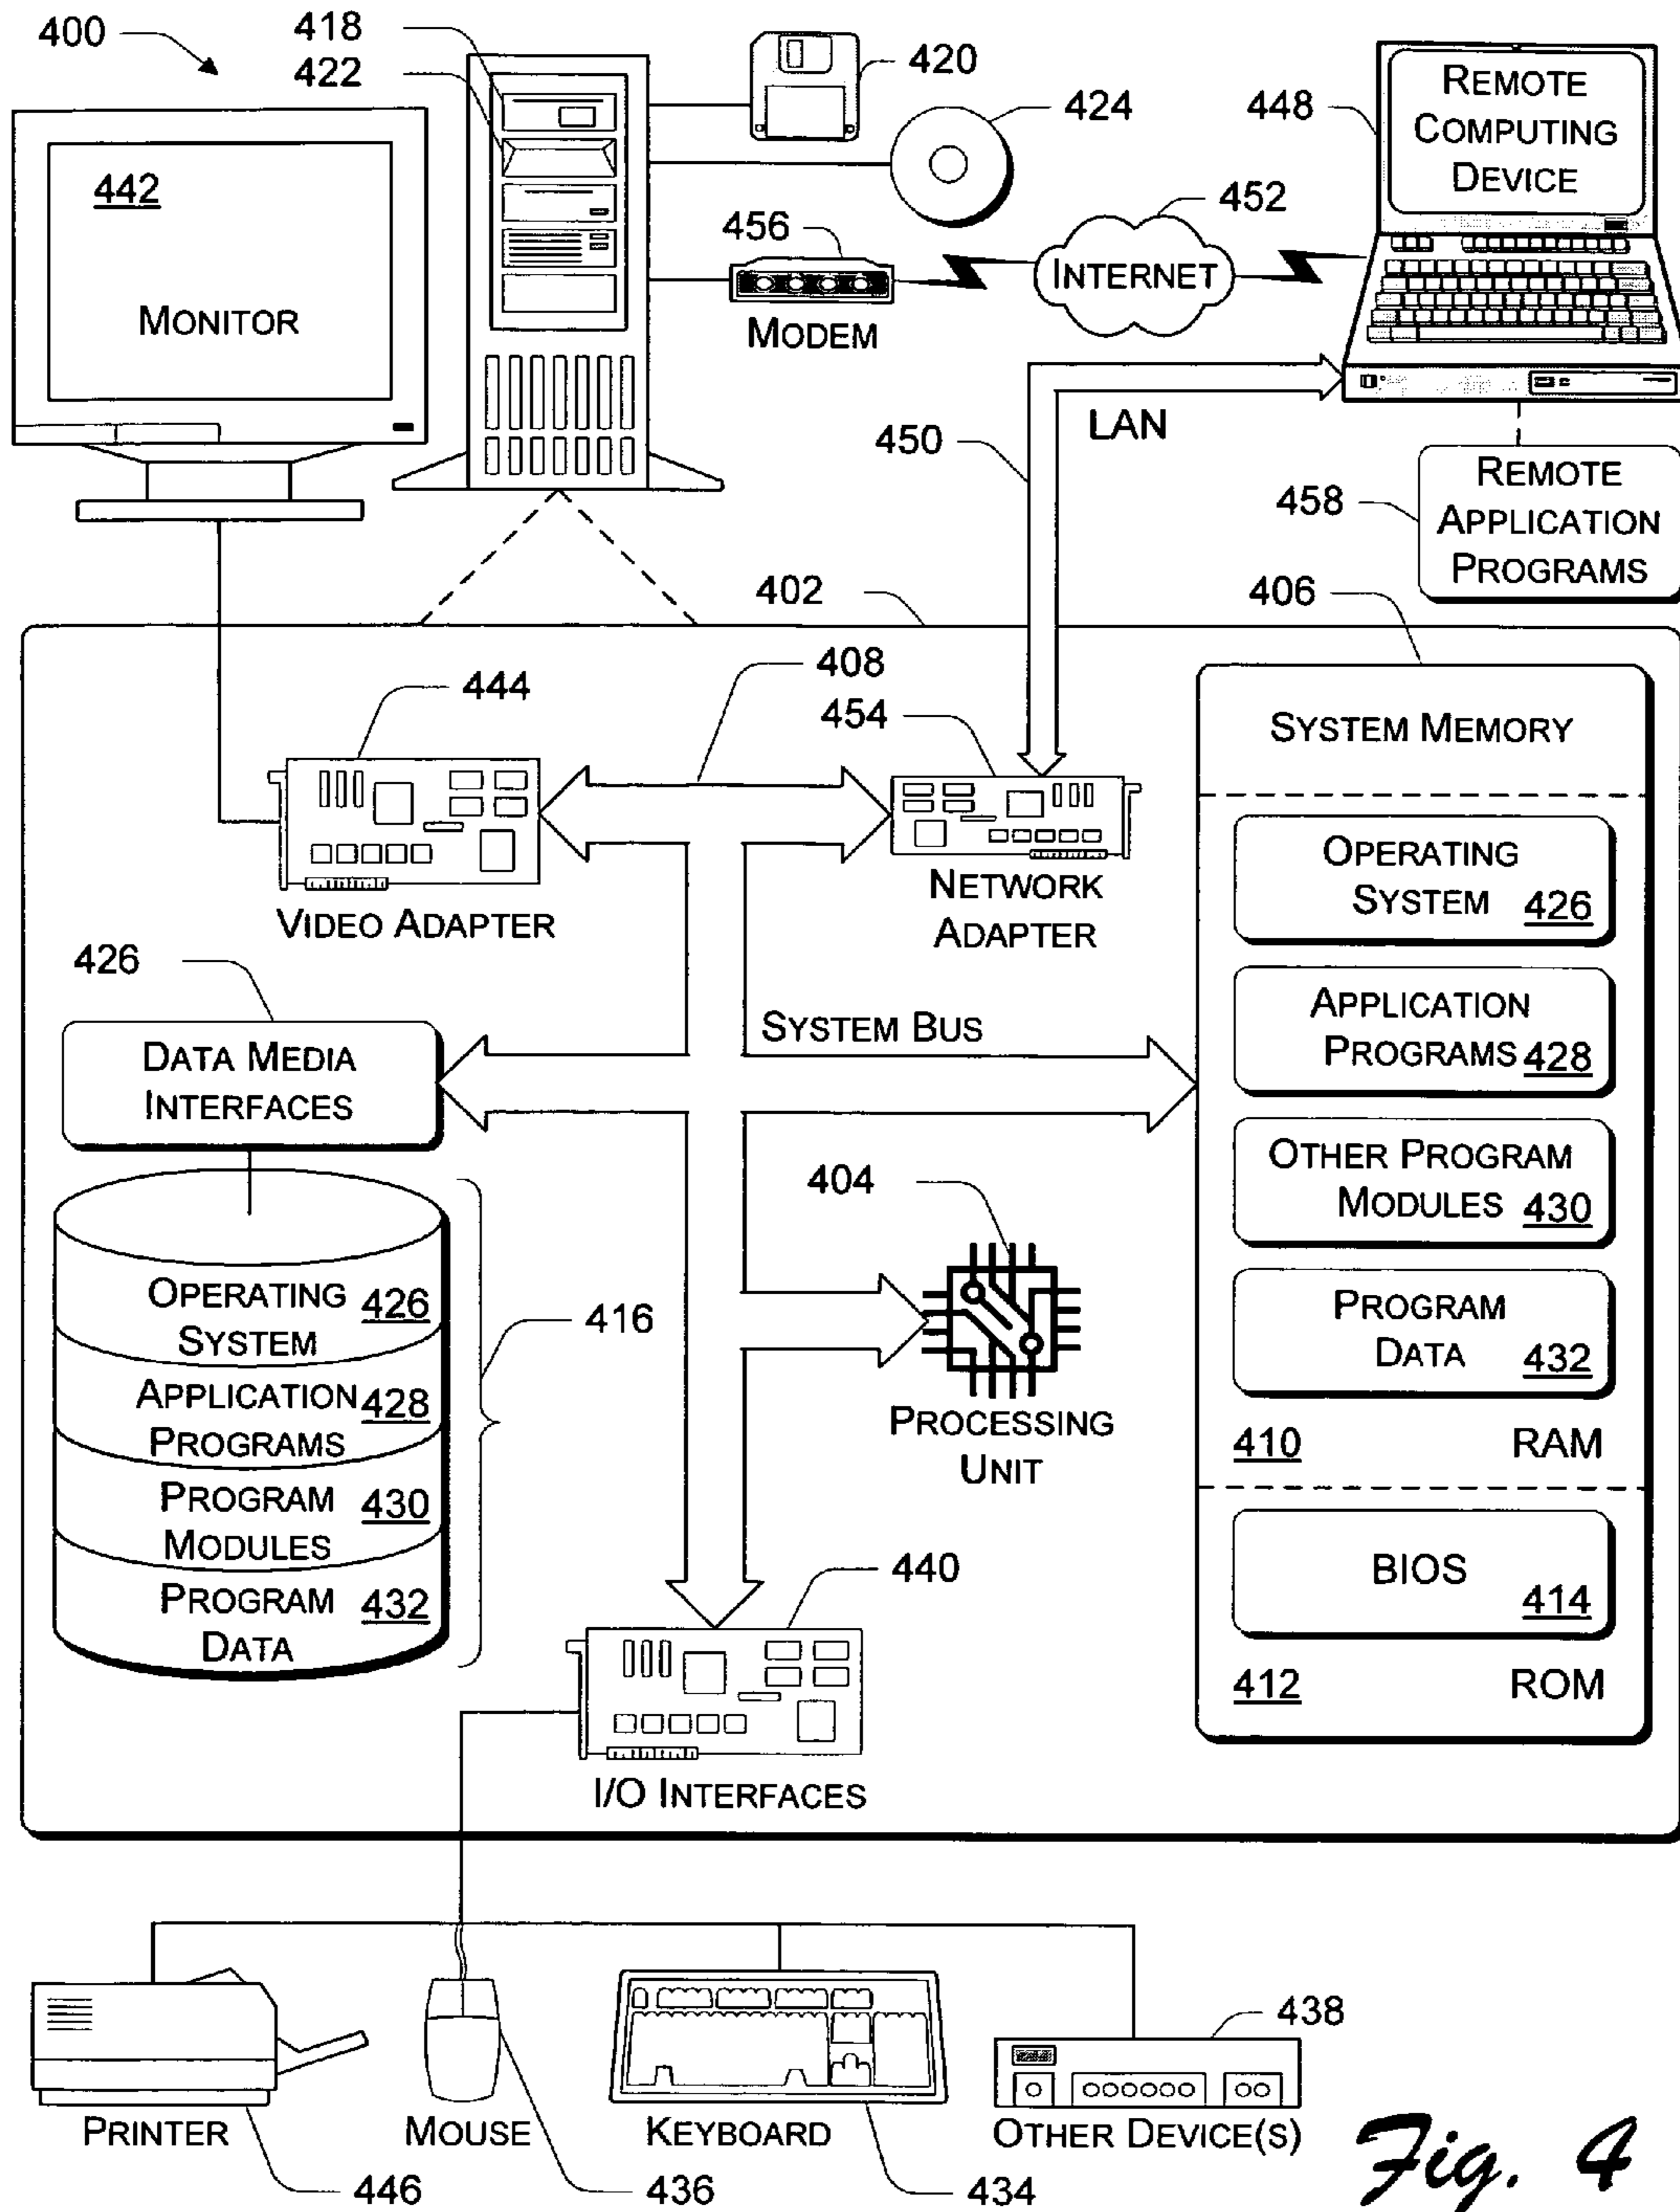 400
418
422
420
424
448
REMOTE
COMPUTING
DEVICE
442
MONITOR
456
MODEM
452
INTERNET
450
LAN
458
REMOTE
APPLICATION
PROGRAMS
402
406
408
444
454
VIDEO ADAPTER
NETWORK
ADAPTER
SYSTEM MEMORY
OPERATING
SYSTEM 426
APPLICATION
PROGRAMS 428
OTHER PROGRAM
MODULES 430
PROGRAM
DATA 432
410 RAM
BIOS
414
412 ROM
426
DATA MEDIA
INTERFACES
SYSTEM BUS
404
PROCESSING
UNIT
OPERATING 426
SYSTEM
APPLICATION 428
PROGRAMS
PROGRAM 430
MODULES
PROGRAM 432
DATA
416
440
I/O INTERFACES
PRINTER
446
MOUSE
436
KEYBOARD
434
438
OTHER DEVICE(S)
Fig. 4